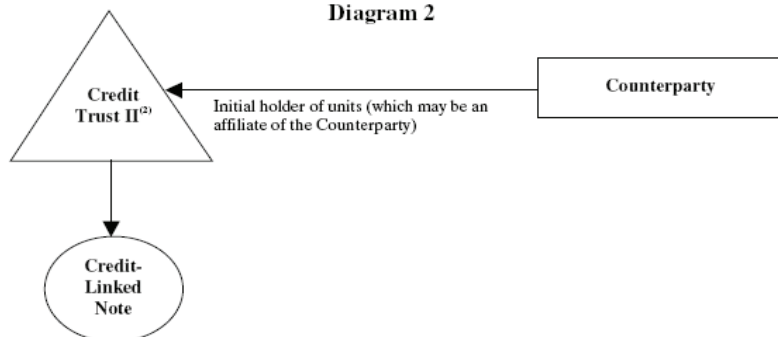 Diagram 2
Credit
Trust II(2)
Counterparty
Initial holder of units (which may be an
affiliate of the Counterparty)
Credit-
Linked
Note